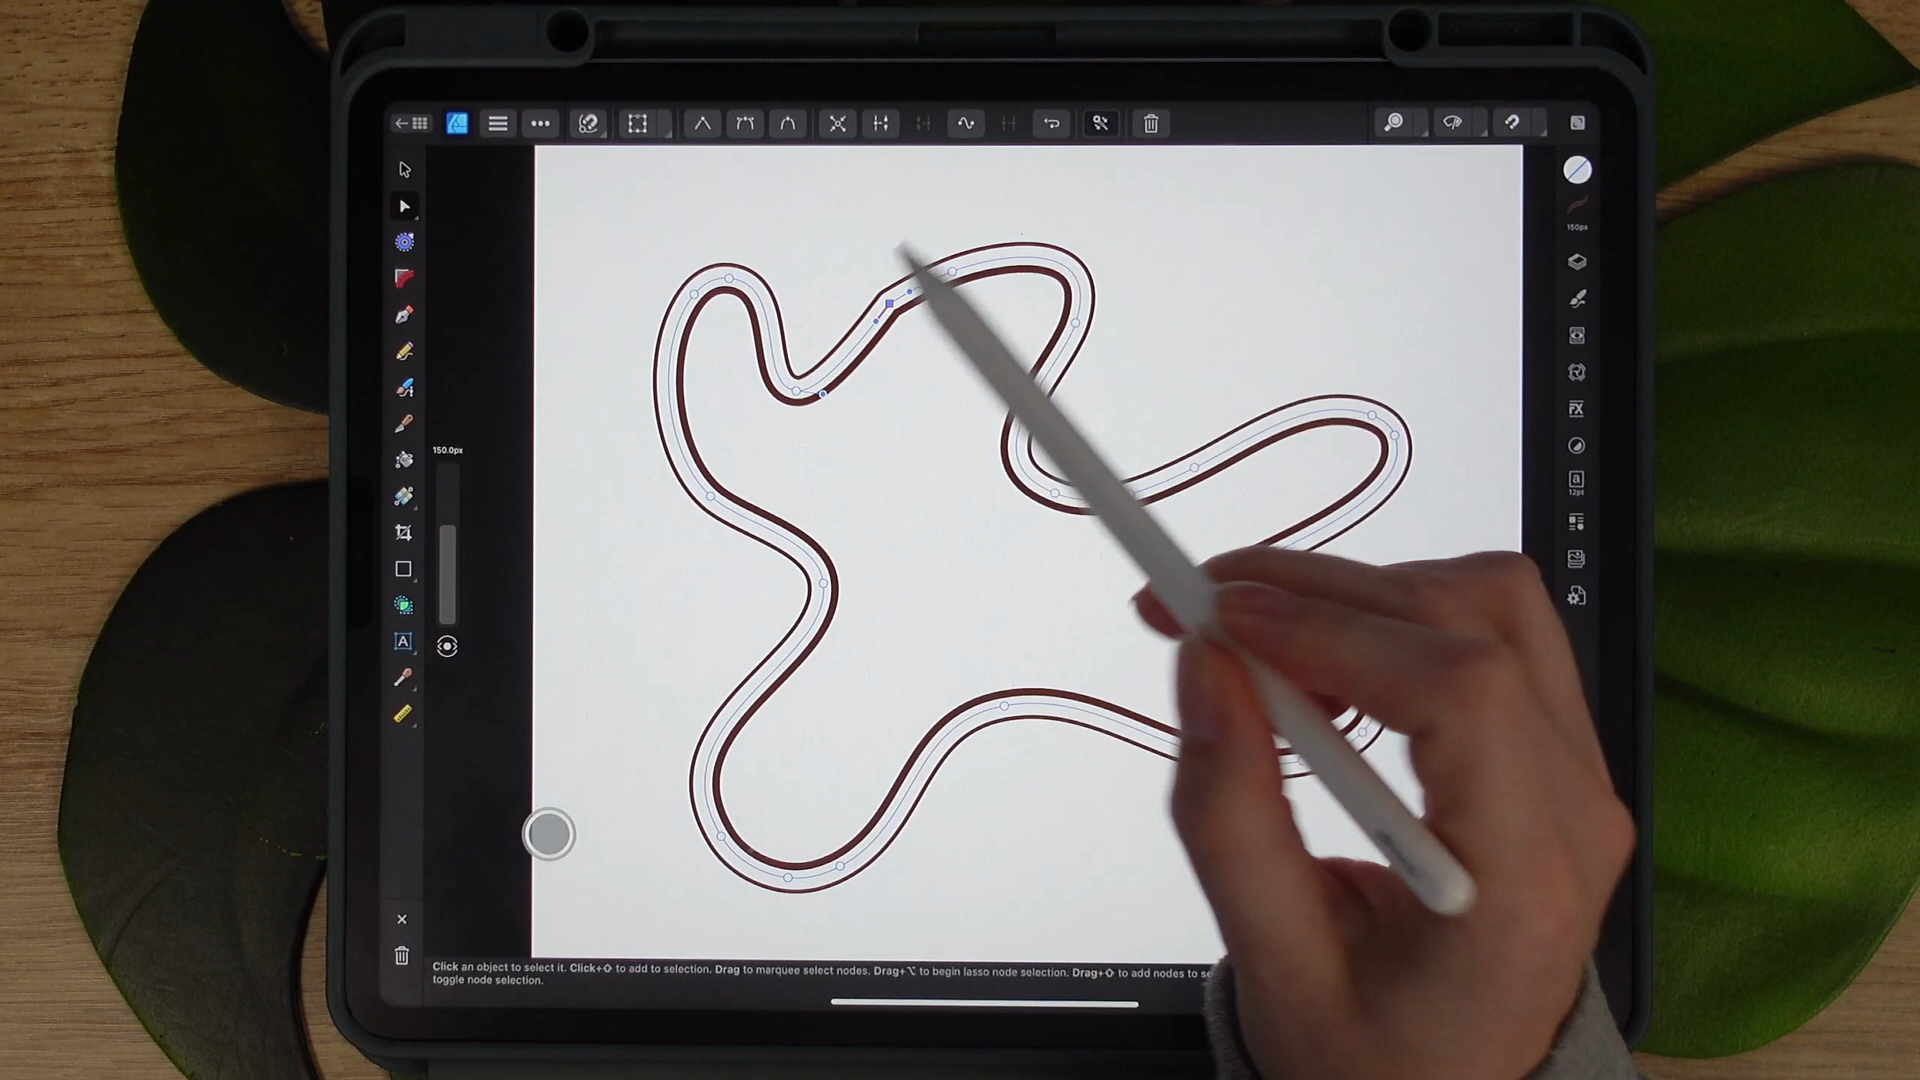 150px
150.0px
FX
a
12pt
A
Click an object to select it. Click+⇧ to add to selection. Drag to marquee select nodes. Drag+⌥ to begin lasso node selection. Drag+⇧ to add nodes to
toggle node selection.